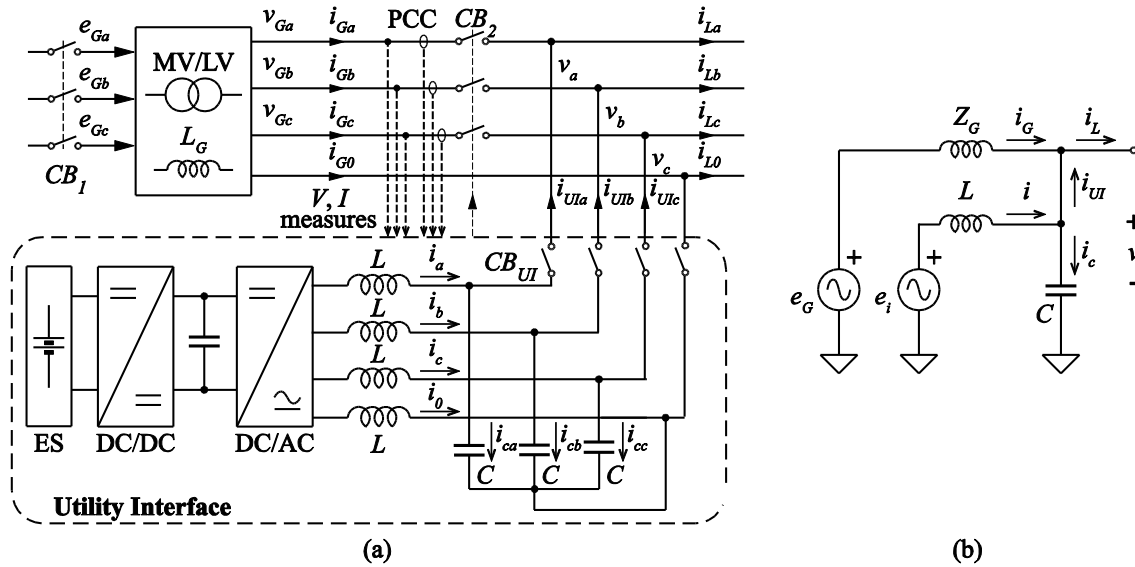 e_Ga
e_Gb
e_Gc
CB_1
MV/LV
L_G
v_Ga i_Ga PCC CB_2 i_La
v_Gb i_Gb v_a i_Lb
v_Gc i_Gc v_b i_Lc
i_G0 v_c i_L0
V, I
measures
i_UIa i_UIb i_UIc
CB_UI
L i_a
L i_b
L i_c
L i_0
ES DC/DC DC/AC
i_ca i_cb i_cc
C C C
Utility Interface
(a)
Z_G i_G i_L
L i i_UI
+ + +
e_G e_i i_c v
C -
(b)